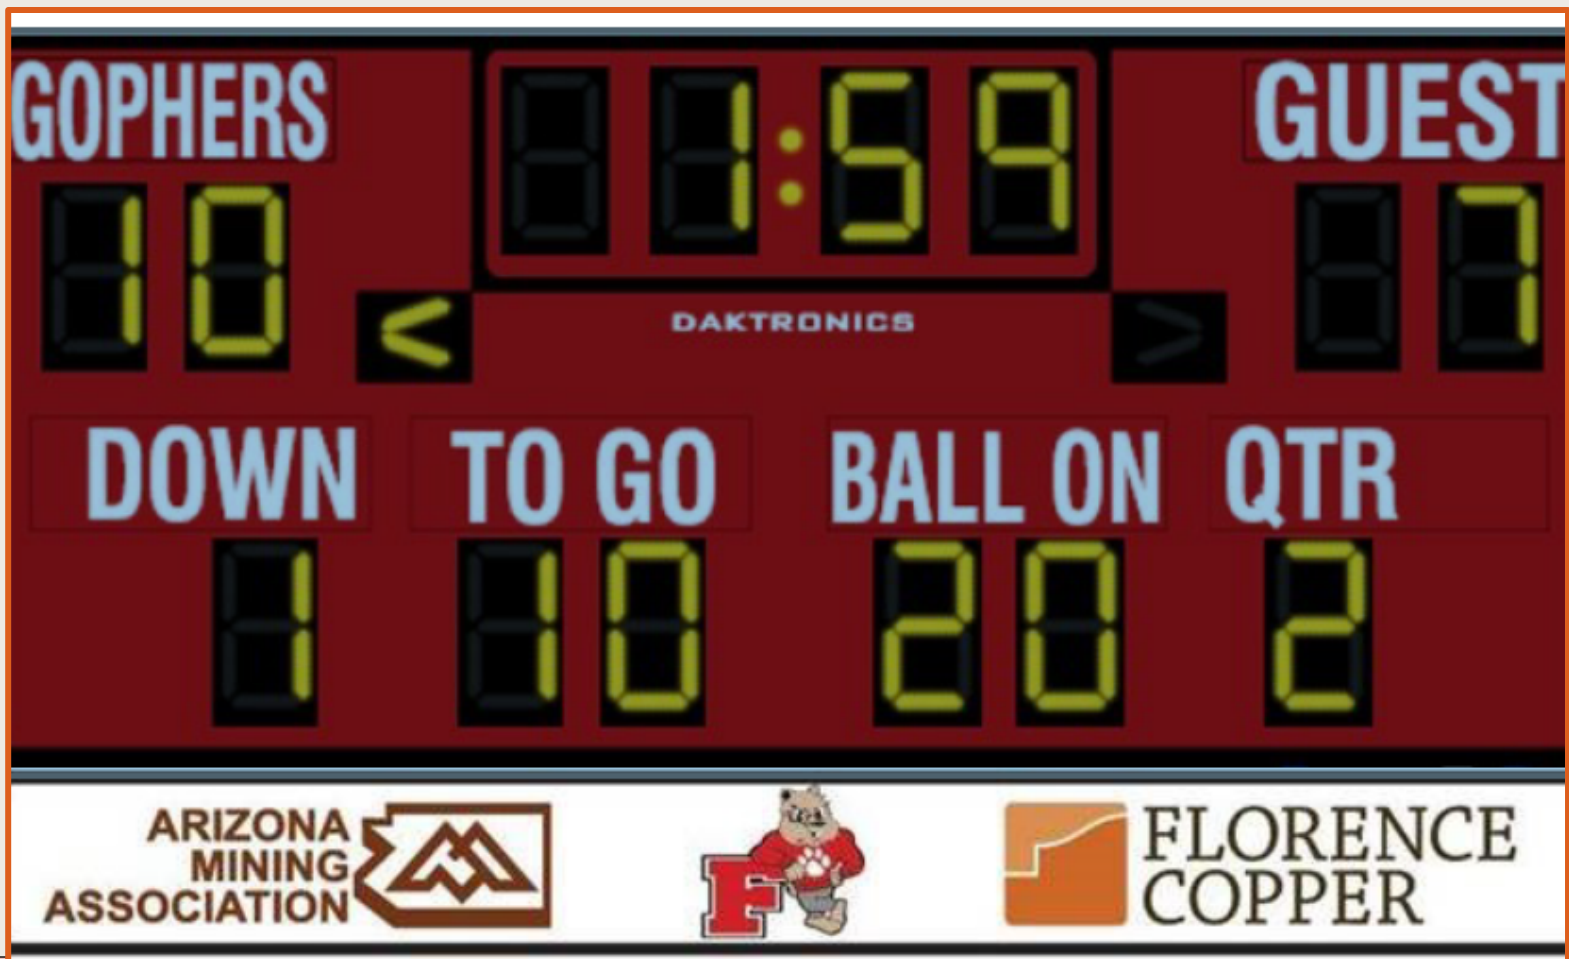 GOPHERS
1:59
GUEST
10
<
DAKTRONICS
>
7
DOWN
TO GO
BALL ON
QTR
1
10
20
2
ARIZONA
MINING
ASSOCIATION
F
FLORENCE
COPPER